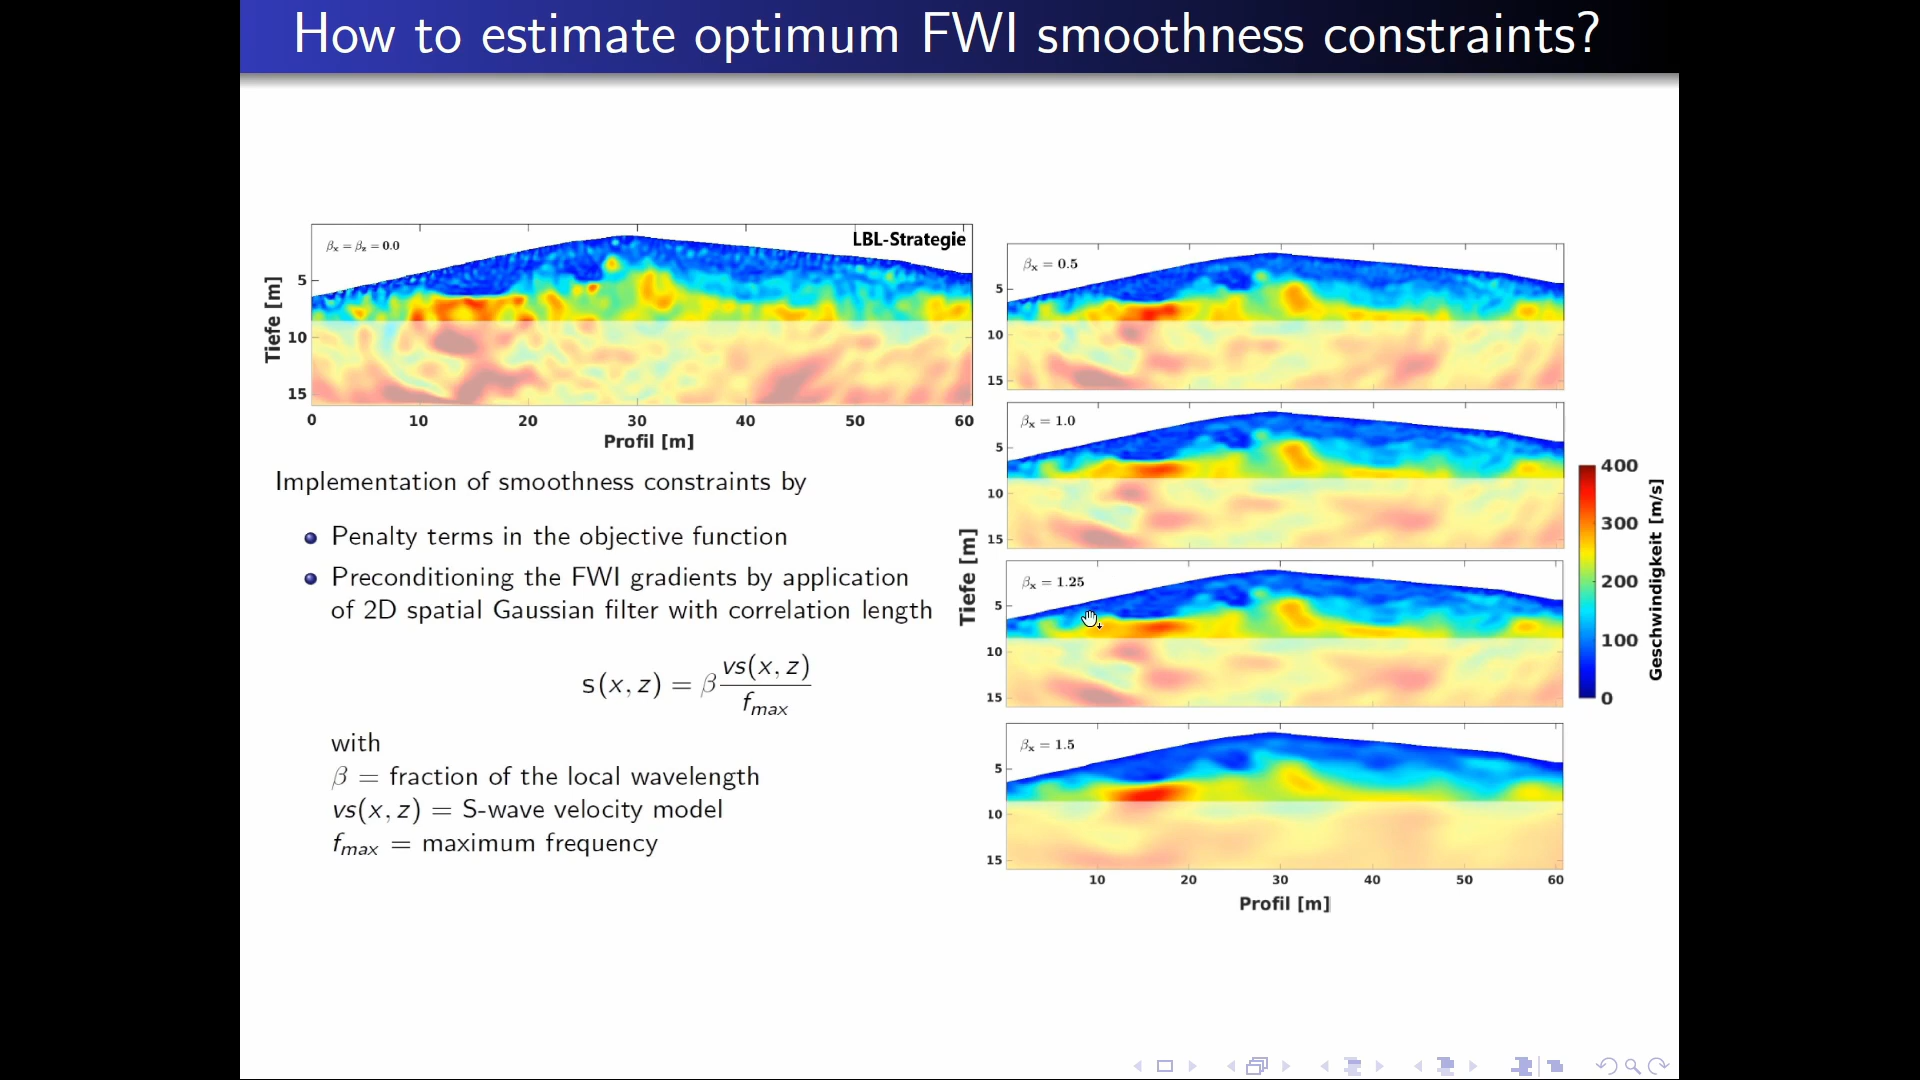 How to estimate optimum FWI smoothness constraints?
βx = βz = 0.0
LBL-Strategie
Tiefe [m]
5
10
15
0 10 20 30 40 50 60
Profil [m]
Implementation of smoothness constraints by
Penalty terms in the objective function
Preconditioning the FWI gradients by application
of 2D spatial Gaussian filter with correlation length
s(x, z) = β vs(x, z) / fmax
with
β = fraction of the local wavelength
vs(x, z) = S-wave velocity model
fmax = maximum frequency
βx = 0.5
5
10
15
βx = 1.0
5
10
15
βx = 1.25
5
10
15
βx = 1.5
5
10
15
10 20 30 40 50 60
Tiefe [m]
Profil [m]
400
300
200
100
0
Geschwindigkeit [m/s]